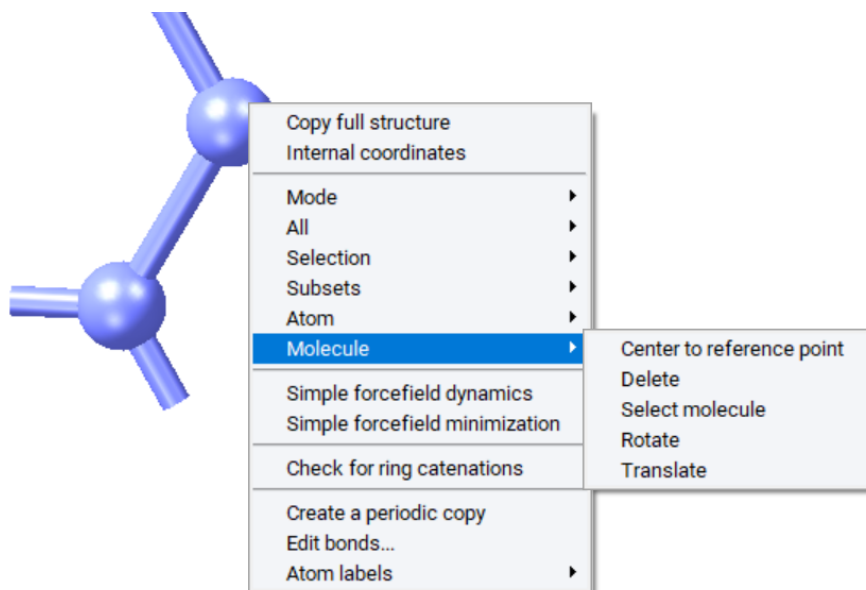 Copy full structure
Internal coordinates
Mode
All
Selection
Subsets
Atom
Molecule
Simple forcefield dynamics
Simple forcefield minimization
Check for ring catenations
Create a periodic copy
Edit bonds...
Atom labels
Center to reference point
Delete
Select molecule
Rotate
Translate